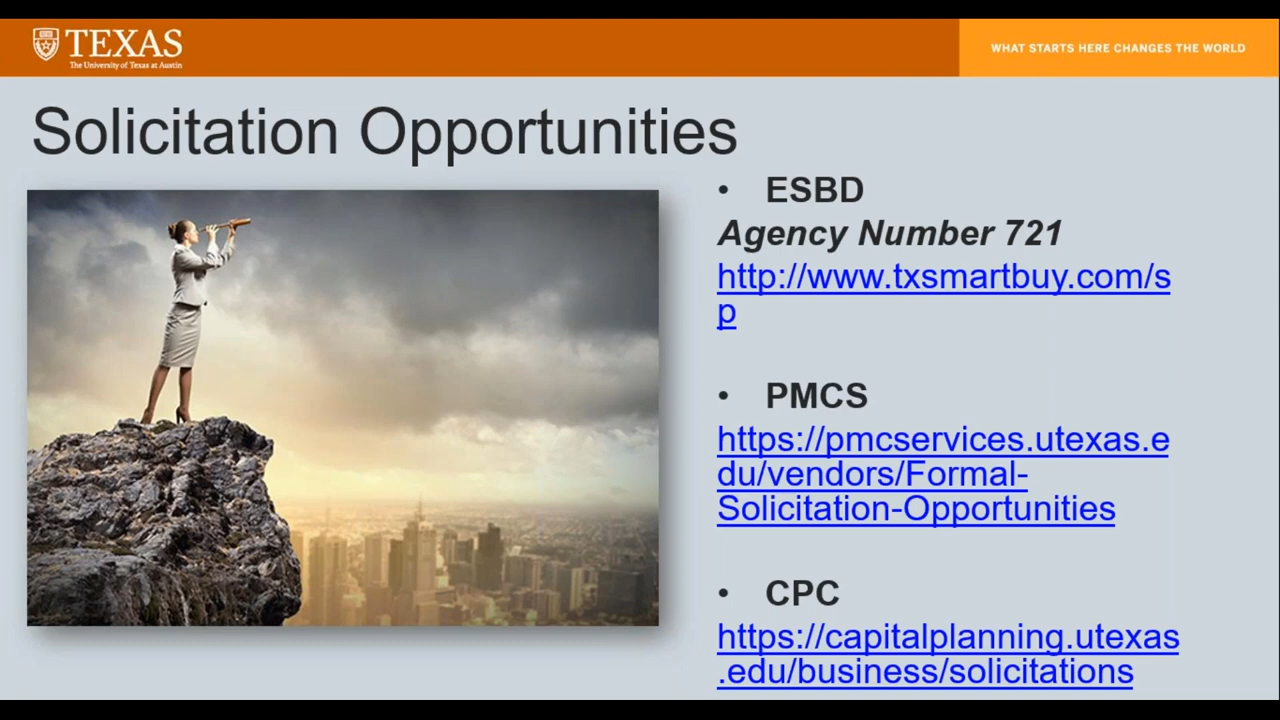 TEXAS
The University of Texas at Austin
WHAT STARTS HERE CHANGES THE WORLD
Solicitation Opportunities
• ESBD
Agency Number 721
http://www.txsmartbuy.com/s
p
• PMCS
https://pmcservices.utexas.e
du/vendors/Formal-
Solicitation-Opportunities
• CPC
https://capitalplanning.utexas
.edu/business/solicitations